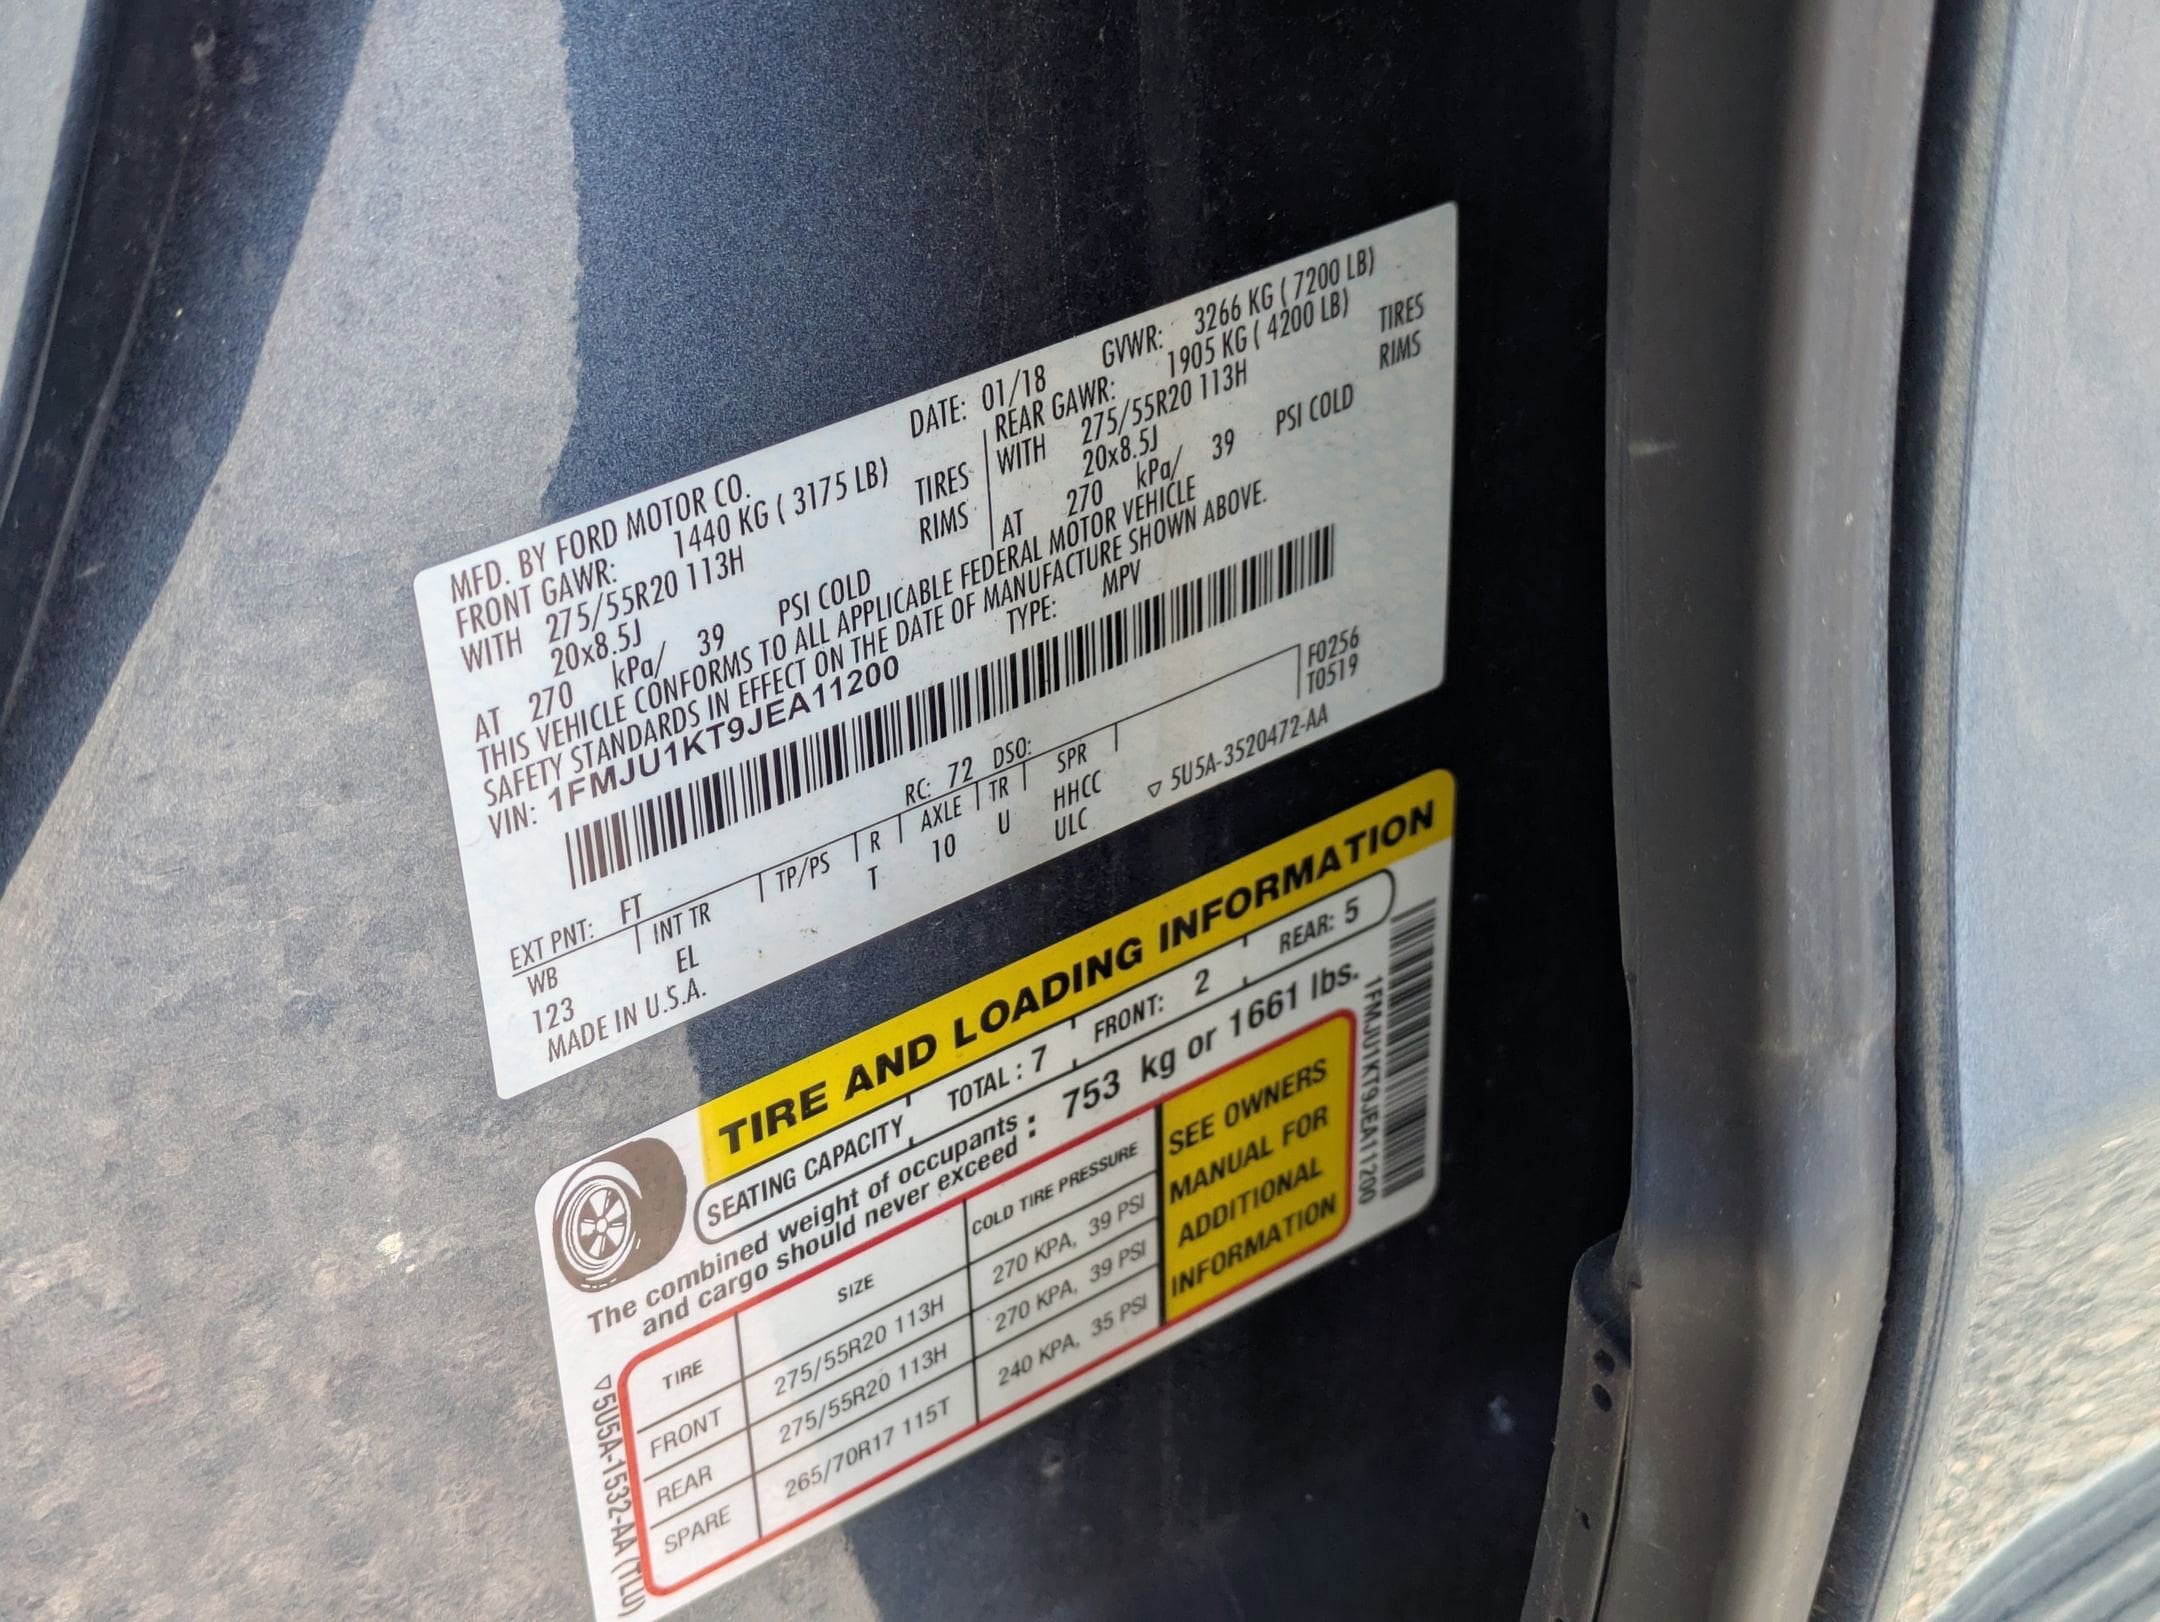 MFD. BY FORD MOTOR CO.
DATE: 01/18 GVWR: 3266 KG ( 7200 LB)
FRONT GAWR: 1440 KG ( 3175 LB)
WITH 275/55R20 113H TIRES
20x8.5J RIMS
AT 270 kPa/ 39 PSI COLD
REAR GAWR: 1905 KG ( 4200 LB)
WITH 275/55R20 113H TIRES
20x8.5J RIMS
AT 270 kPa/ 39 PSI COLD
THIS VEHICLE CONFORMS TO ALL APPLICABLE FEDERAL MOTOR VEHICLE
SAFETY STANDARDS IN EFFECT ON THE DATE OF MANUFACTURE SHOWN ABOVE.
VIN: 1FMJU1KT9JEA11200 TYPE: MPV
F0256
T0519
EXT PNT: FT RC: 72 DSO:
WB INT TR TP/PS R AXLE TR SPR
123 EL T 10 U HHCC
ULC
MADE IN U.S.A. 5U5A-3520472-AA
TIRE AND LOADING INFORMATION
SEATING CAPACITY TOTAL : 7 FRONT: 2 REAR: 5
The combined weight of occupants
and cargo should never exceed : 753 kg or 1661 lbs.
TIRE SIZE COLD TIRE PRESSURE
FRONT 275/55R20 113H 270 KPA, 39 PSI
REAR 275/55R20 113H 270 KPA, 39 PSI
SPARE 265/70R17 115T 240 KPA, 35 PSI
SEE OWNERS
MANUAL FOR
ADDITIONAL
INFORMATION
1FMJU1KT9JEA11200
5U5A-1532-AA (TLU)